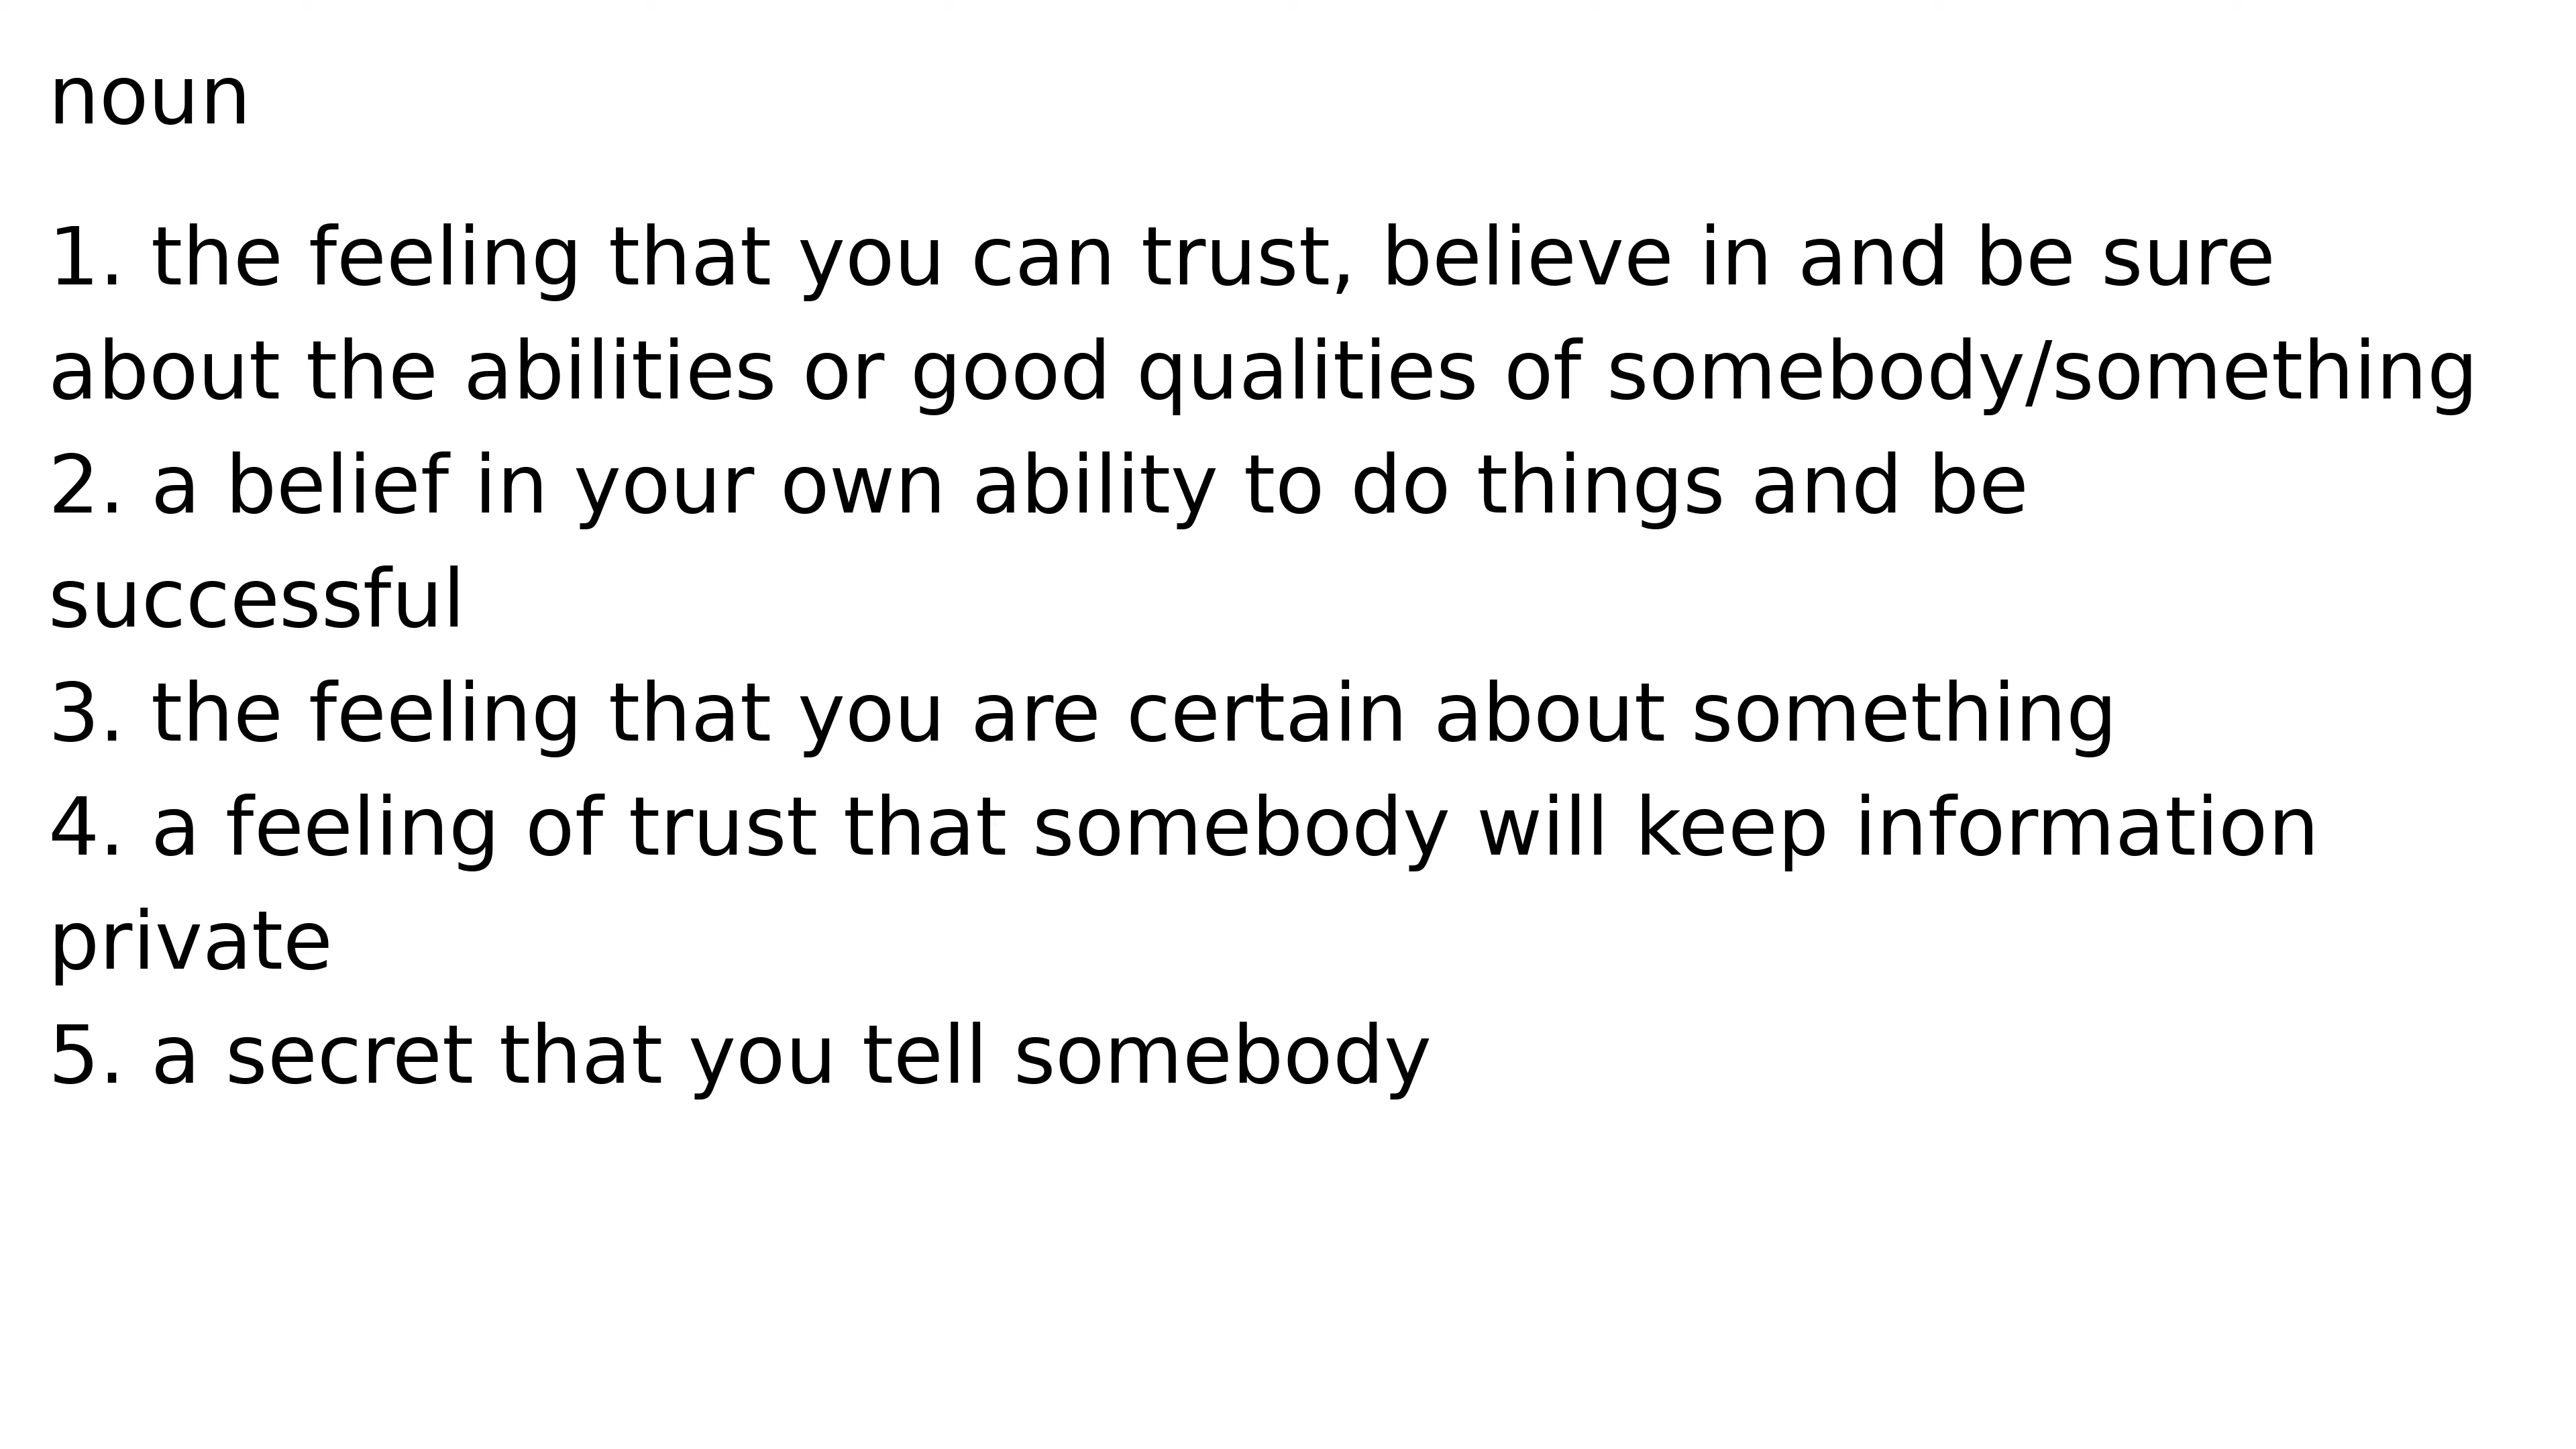 noun
1. the feeling that you can trust, believe in and be sure
about the abilities or good qualities of somebody/something
2. a belief in your own ability to do things and be
successful
3. the feeling that you are certain about something
4. a feeling of trust that somebody will keep information
private
5. a secret that you tell somebody